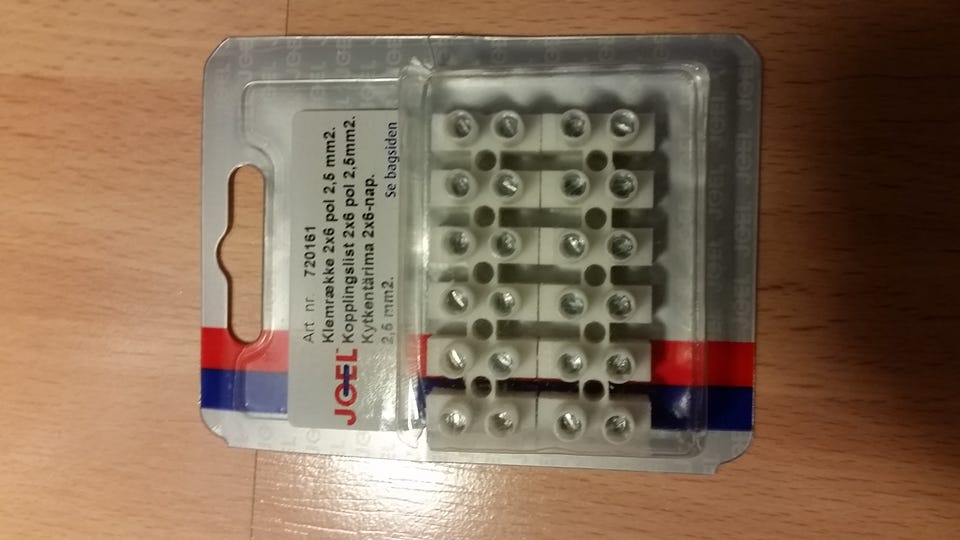 Art nr. 720161
Klemrække 2x6 pol 2,5 mm2.
Kopplingslist 2x6 pol 2,5mm2.
Kytkentärima 2x6-nap.
2,5 mm2.
Se bagsiden
JOEL